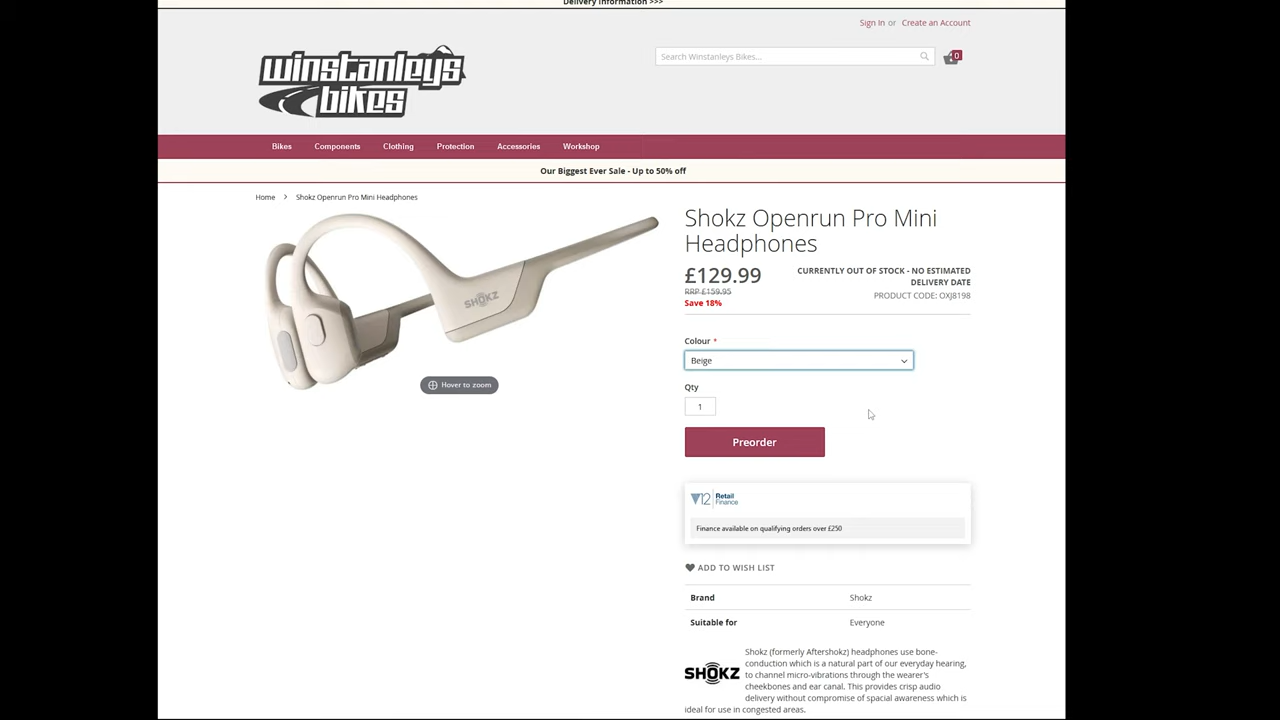 Delivery Information >>>
Sign In or Create an Account
winstanleys
bikes
Search Winstanleys Bikes...
0
Bikes Components Clothing Protection Accessories Workshop
Our Biggest Ever Sale - Up to 50% off
Home > Shokz Openrun Pro Mini Headphones
Shokz Openrun Pro Mini
Headphones
£129.99
RRP £159.95
Save 18%
CURRENTLY OUT OF STOCK - NO ESTIMATED
DELIVERY DATE
PRODUCT CODE: OXJ8198
SHOKZ
Hover to zoom
Colour *
Beige
Qty
1
Preorder
V12 Retail
Finance
Finance available on qualifying orders over £250
ADD TO WISH LIST
Brand Shokz
Suitable for Everyone
SHOKZ
Shokz (formerly Aftershokz) headphones use bone-
conduction which is a natural part of our everyday hearing,
to channel micro-vibrations through the wearer's
cheekbones and ear canal. This provides crisp audio
delivery without compromise of spacial awareness which is
ideal for use in congested areas.